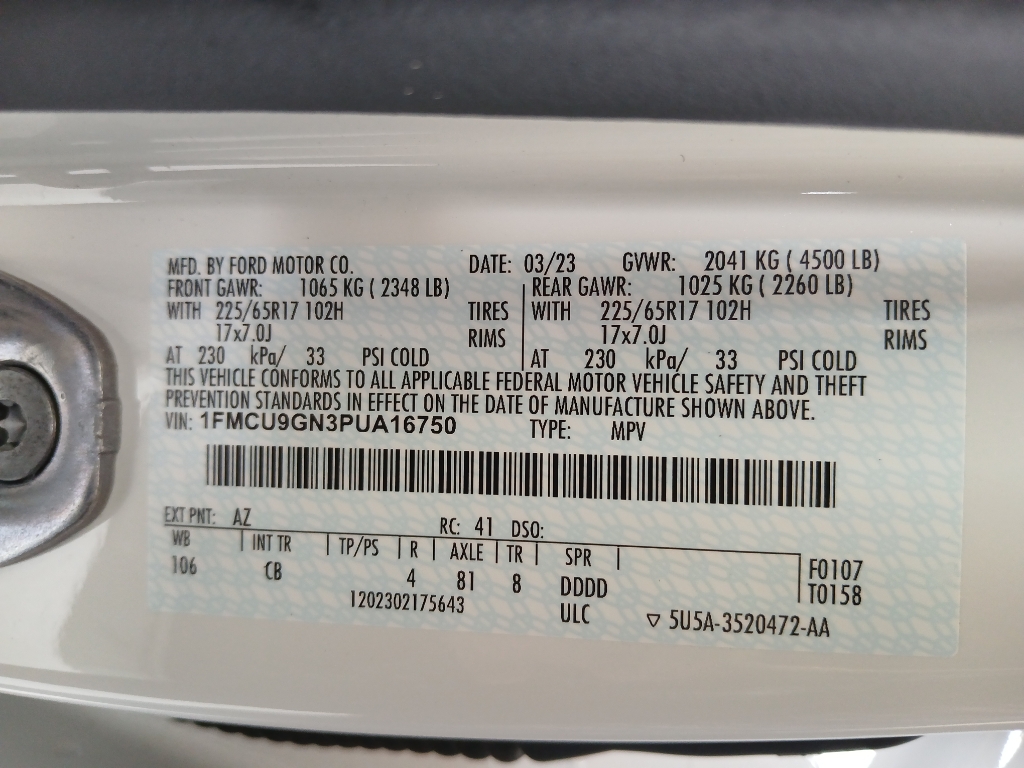 MFD. BY FORD MOTOR CO. DATE: 03/23 GVWR: 2041 KG ( 4500 LB)
FRONT GAWR: 1065 KG ( 2348 LB) REAR GAWR: 1025 KG ( 2260 LB)
WITH 225/65R17 102H TIRES WITH 225/65R17 102H TIRES
17x7.0J RIMS 17x7.0J RIMS
AT 230 kPa/ 33 PSI COLD AT 230 kPa/ 33 PSI COLD
THIS VEHICLE CONFORMS TO ALL APPLICABLE FEDERAL MOTOR VEHICLE SAFETY AND THEFT
PREVENTION STANDARDS IN EFFECT ON THE DATE OF MANUFACTURE SHOWN ABOVE.
VIN: 1FMCU9GN3PUA16750 TYPE: MPV
EXT PNT: AZ RC: 41 DSO:
WB INT TR TP/PS R AXLE TR SPR
106 CB 4 81 8 DDDD F0107
1202302175643 ULC T0158
5U5A-3520472-AA